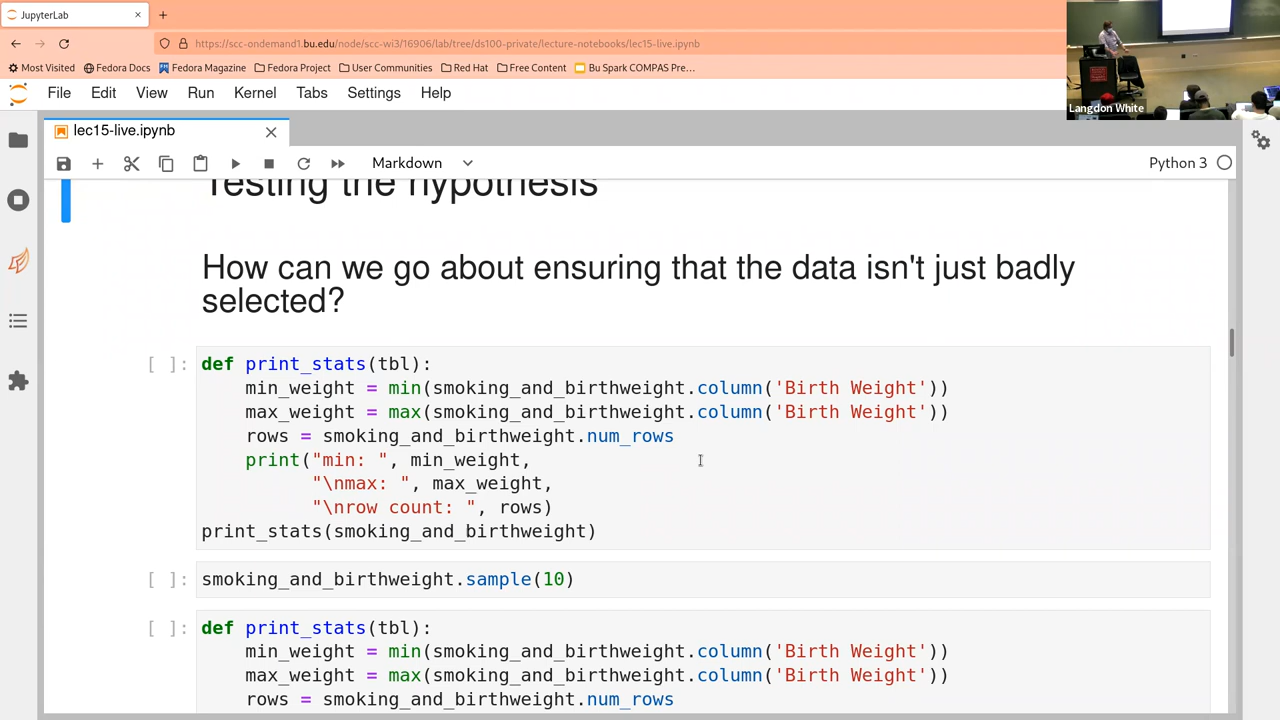 JupyterLab
https://scc-ondemand1.bu.edu/node/scc-wi3/16906/lab/tree/ds100-private/lecture-notebooks/lec15-live.ipynb
Most Visited Fedora Docs Fedora Magazine Fedora Project User Communities Red Hat Free Content Bu Spark COMPAS Pre…
File Edit View Run Kernel Tabs Settings Help
Langdon White
lec15-live.ipynb
Markdown Python 3
Testing the hypothesis
How can we go about ensuring that the data isn't just badly
selected?
[ ]: def print_stats(tbl):
    min_weight = min(smoking_and_birthweight.column('Birth Weight'))
    max_weight = max(smoking_and_birthweight.column('Birth Weight'))
    rows = smoking_and_birthweight.num_rows
    print("min: ", min_weight,
          "\nmax: ", max_weight,
          "\nrow count: ", rows)
print_stats(smoking_and_birthweight)
[ ]: smoking_and_birthweight.sample(10)
[ ]: def print_stats(tbl):
    min_weight = min(smoking_and_birthweight.column('Birth Weight'))
    max_weight = max(smoking_and_birthweight.column('Birth Weight'))
    rows = smoking_and_birthweight.num_rows